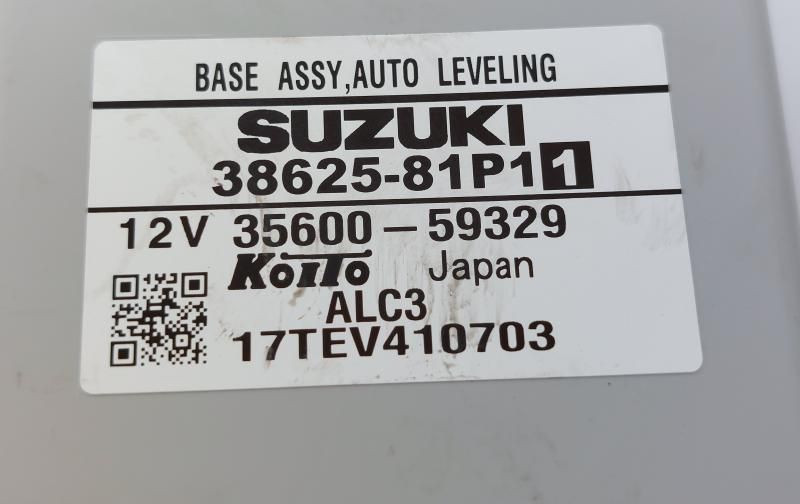 BASE ASSY,AUTO LEVELING
SUZUKI
38625-81P11
12V 35600-59329
Koito Japan
ALC3
17TEV410703